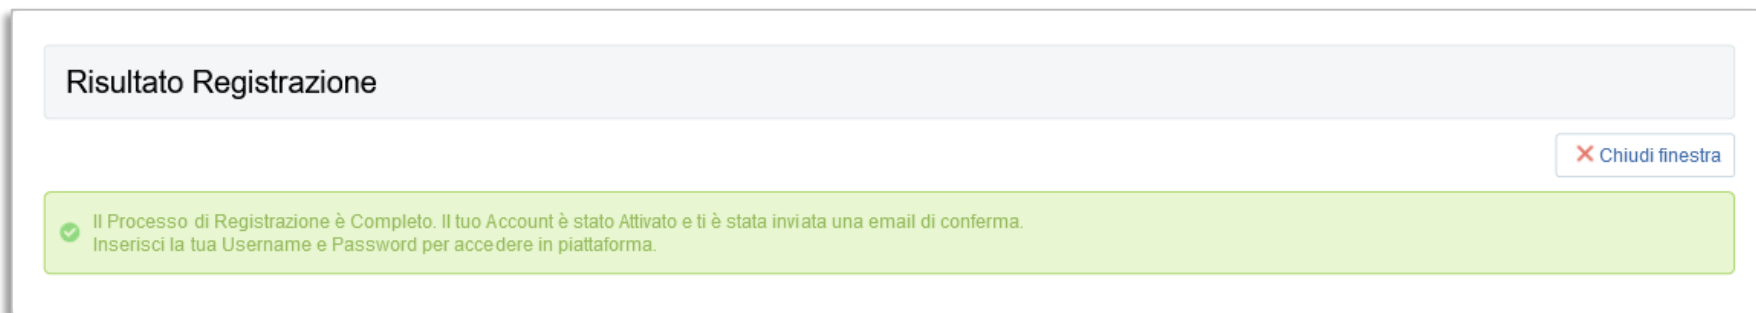 Risultato Registrazione
Chiudi finestra
Il Processo di Registrazione è Completo. Il tuo Account è stato Attivato e ti è stata inviata una email di conferma.
Inserisci la tua Username e Password per accedere in piattaforma.